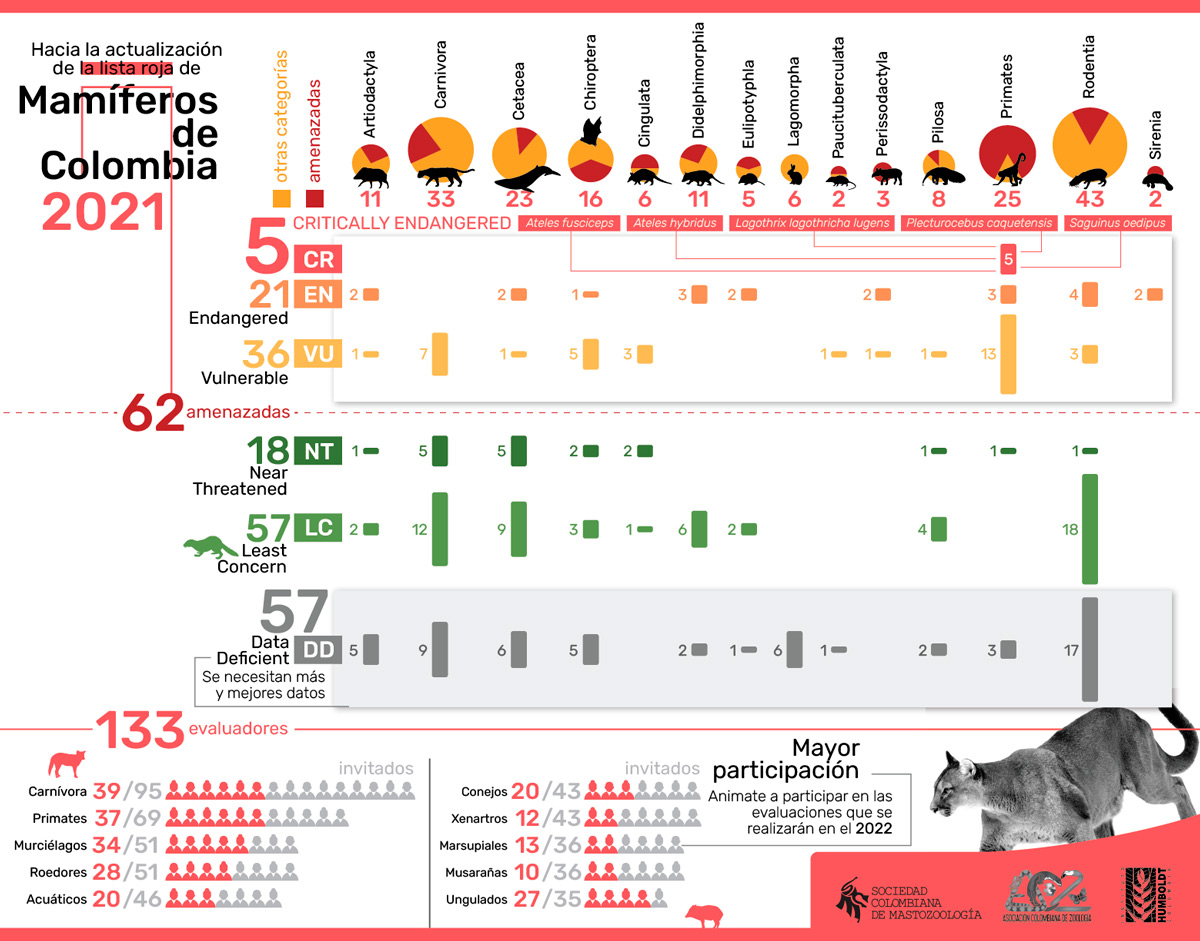 Hacia la actualización
de la lista roja de
Mamíferos
de
Colombia
2021
otras categorías
amenazadas
Artiodactyla
Carnivora
Cetacea
Chiroptera
Cingulata
Didelphimorphia
Eulipotyphla
Lagomorpha
Paucituberculata
Perissodactyla
Pilosa
Primates
Rodentia
Sirenia
11 33 23 16 6 11 5 6 2 3 8 25 43 2
5 CR CRITICALLY ENDANGERED
Ateles fusciceps
Ateles hybridus
Lagothrix lagothricha lugens
Plecturocebus caquetensis
Saguinus oedipus
5
21 EN 2 2 1 3 2 2 3 4 2
Endangered
36 VU 1 7 1 5 3 1 1 1 13 3
Vulnerable
62 amenazadas
18 NT 1 5 5 2 2 1 1 1
Near
Threatened
57 LC 2 12 9 3 1 6 2 4 18
Least
Concern
57
Data
Deficient DD 5 9 6 5 2 1 6 1 2 3 17
Se necesitan más
y mejores datos
133 evaluadores
invitados
Carnívora 39/95
Primates 37/69
Murciélagos 34/51
Roedores 28/51
Acuáticos 20/46
invitados
Conejos 20/43
Xenartros 12/43
Marsupiales 13/36
Musarañas 10/36
Ungulados 27/35
Mayor
participación
Animate a participar en las
evaluaciones que se
realizarán en el 2022
SOCIEDAD
COLOMBIANA
DE MASTOZOOLOGÍA
ASOCIACIÓN COLOMBIANA DE ZOOLOGIA
HUMBOLDT